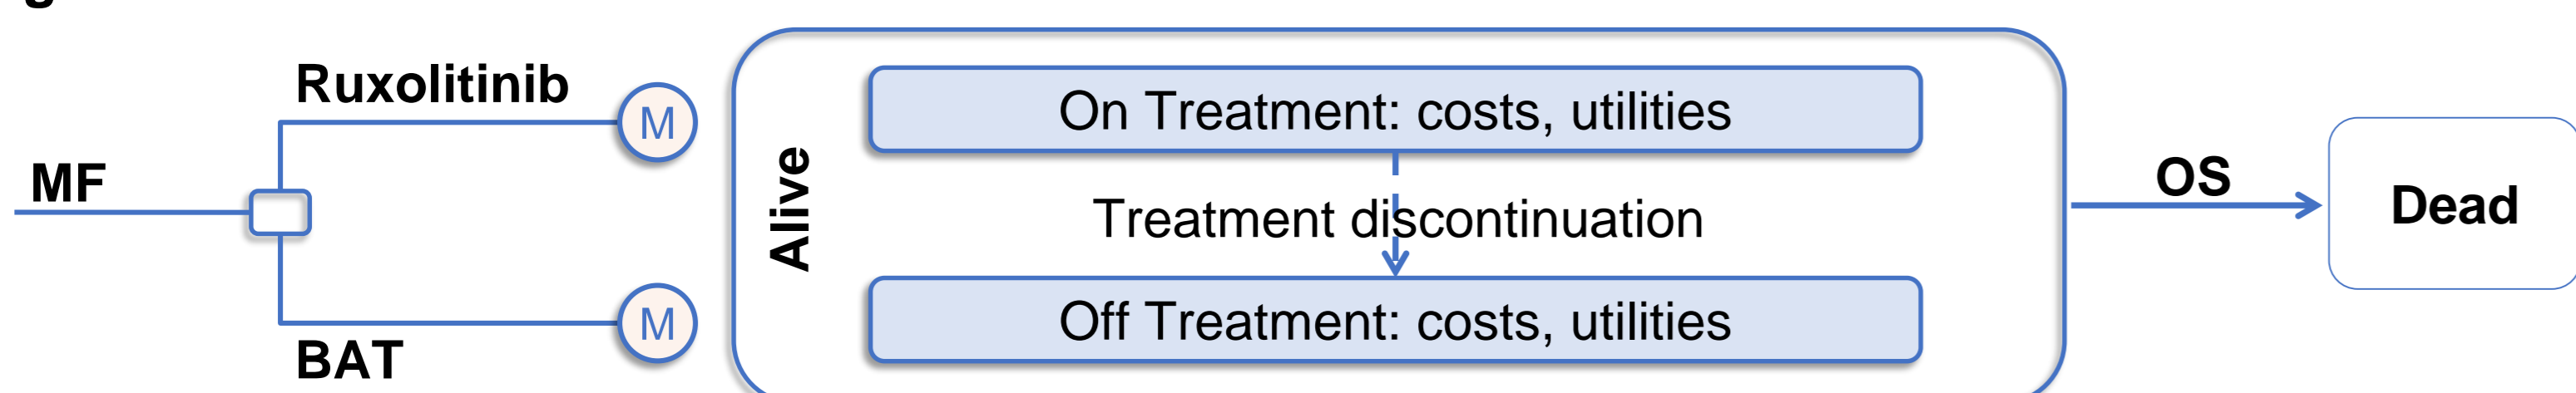 Ruxolitinib
M
On Treatment: costs, utilities
MF
Alive
Treatment discontinuation
OS
Dead
M
Off Treatment: costs, utilities
BAT